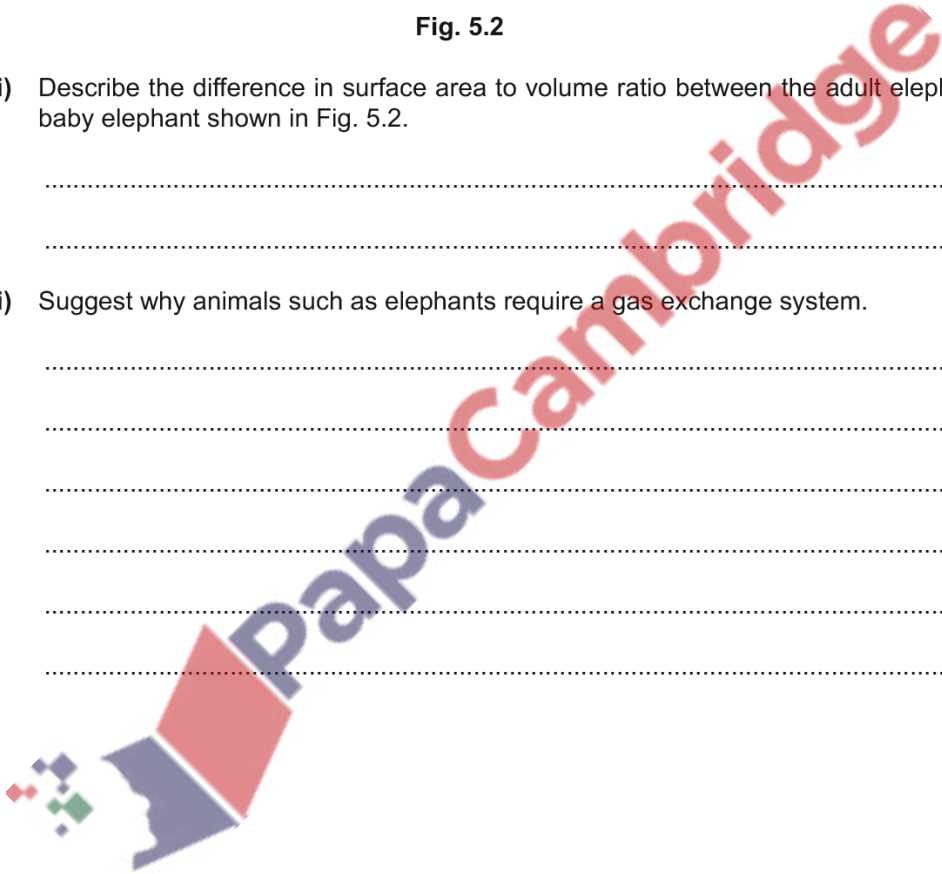 Fig. 5.2
i) Describe the difference in surface area to volume ratio between the adult elep
baby elephant shown in Fig. 5.2.
i) Suggest why animals such as elephants require a gas exchange system.
PapaCambridge